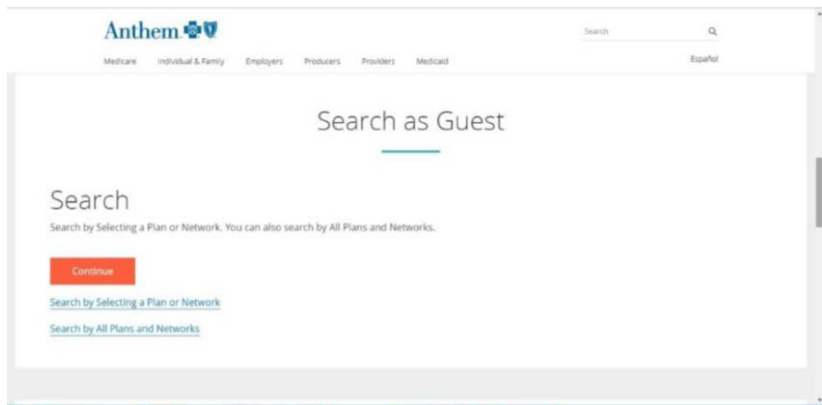 Anthem
Search
Medicare Individual & Family Employers Producers Providers Medicaid Español
Search as Guest
Search
Search by Selecting a Plan or Network. You can also search by All Plans and Networks.
Continue
Search by Selecting a Plan or Network
Search by All Plans and Networks